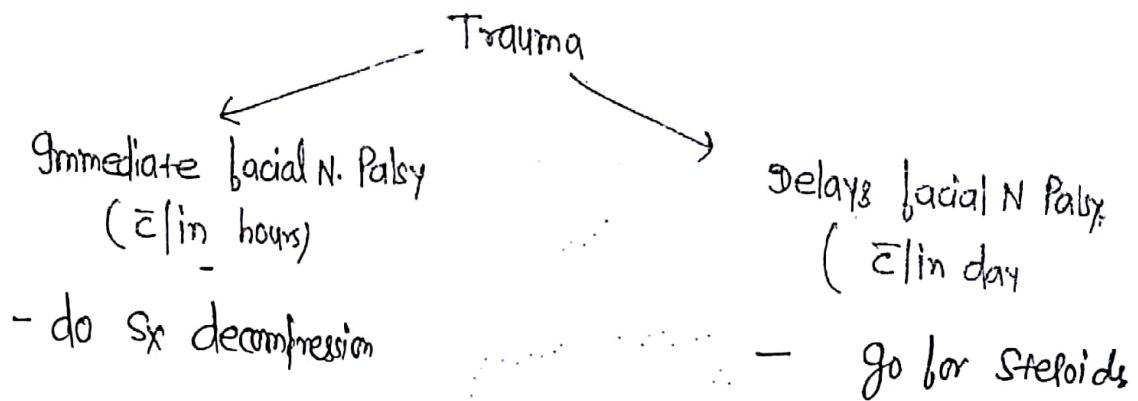 Trauma
Immediate facial N. Palsy
(c̄/in hours)
- do Sx decompression
Delays facial N Palsy.
( c̄/in day
- go for Steroids